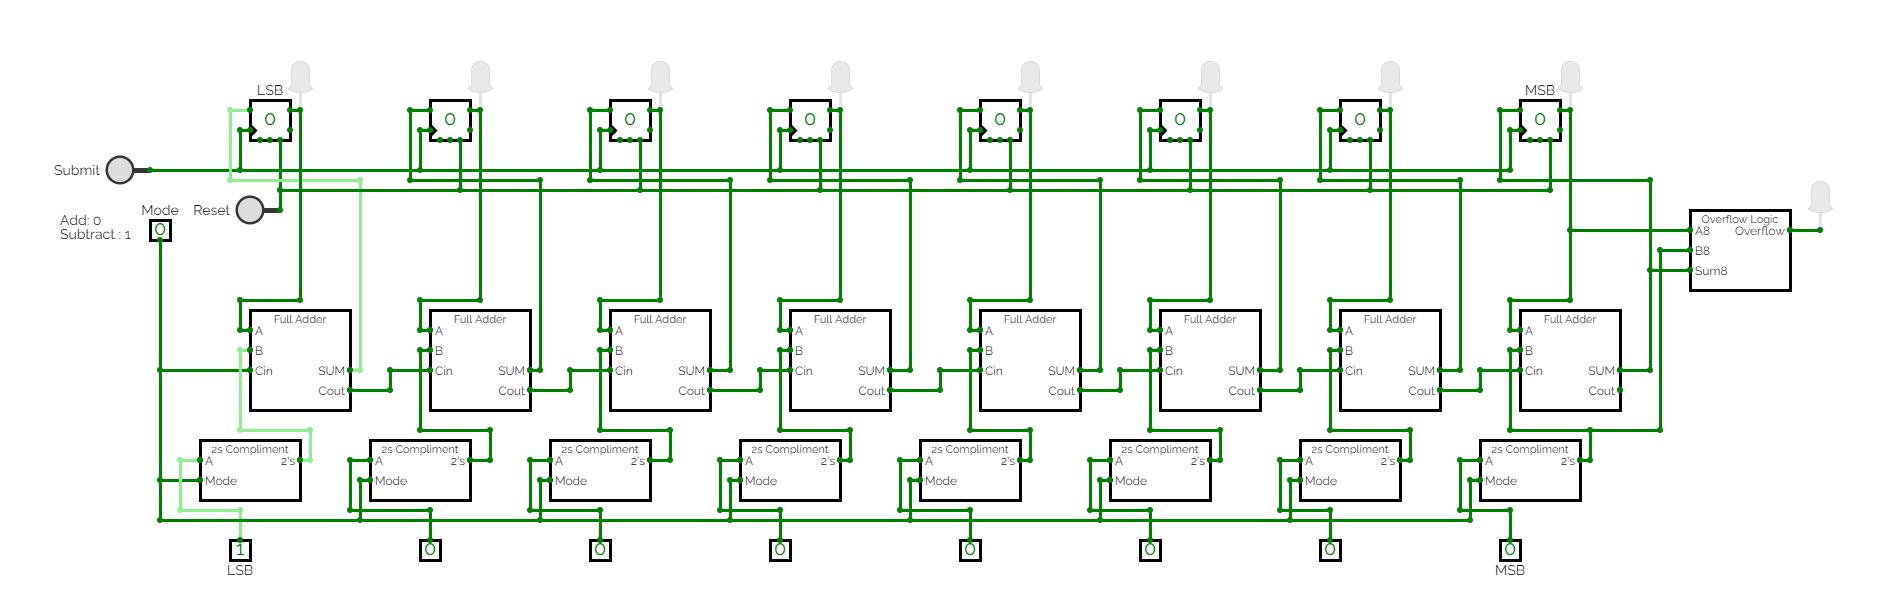 LSB
MSB
0 0 0 0 0 0 0 0
Submit
Mode
Reset
Add: 0
Subtract : 1
0
Overflow Logic
A8
Overflow
B8
Sum8
Full Adder Full Adder Full Adder Full Adder Full Adder Full Adder Full Adder Full Adder
A A A A A A A A
B B B B B B B B
Cin SUM Cin SUM Cin SUM Cin SUM Cin SUM Cin SUM Cin SUM Cin SUM
Cout Cout Cout Cout Cout Cout Cout Cout
2s Compliment 2s Compliment 2s Compliment 2s Compliment 2s Compliment 2s Compliment 2s Compliment 2s Compliment
A 2's A 2's A 2's A 2's A 2's A 2's A 2's A 2's
Mode Mode Mode Mode Mode Mode Mode Mode
1 0 0 0 0 0 0 0
LSB
MSB